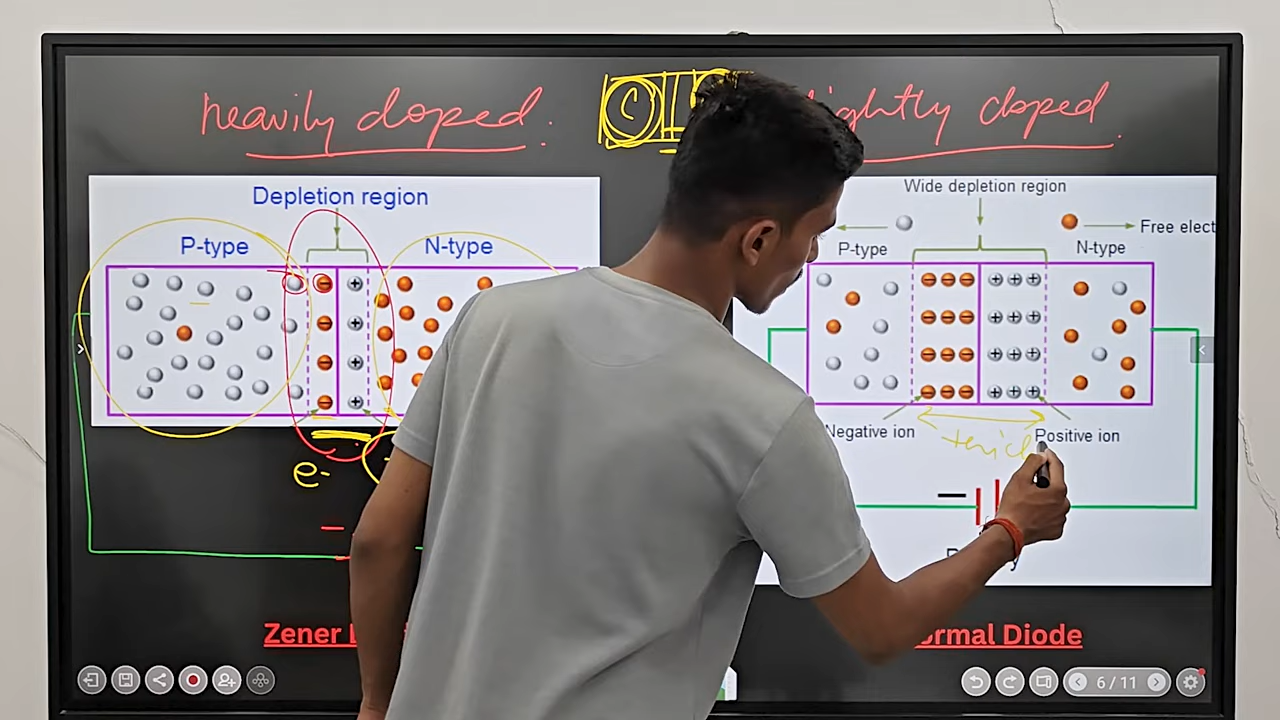 heavily doped.
lightly doped.
Depletion region
P-type
N-type
e-
Zener
Wide depletion region
Free elect
P-type
N-type
Negative ion
Positive ion
ormal Diode
6 / 11